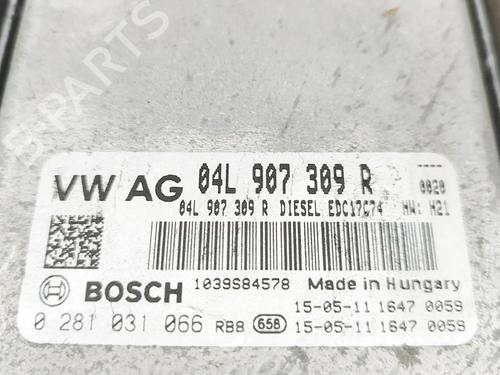 B-PARTS
VW AG 04L 907 309 R 0020
04L 907 309 R DIESEL EDC17C74 HW: H21
BOSCH 1039S84578 Made in Hungary
0 281 031 066 RB8 658 15-05-11 1647 0059
15-05-11 1647 0059